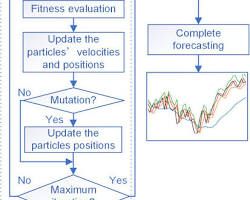 Fitness evaluation
Update the
particles' velocities
and positions
No
Mutation?
Yes
Update the
particles positions
No
Maximum
Yes
Complete
forecasting